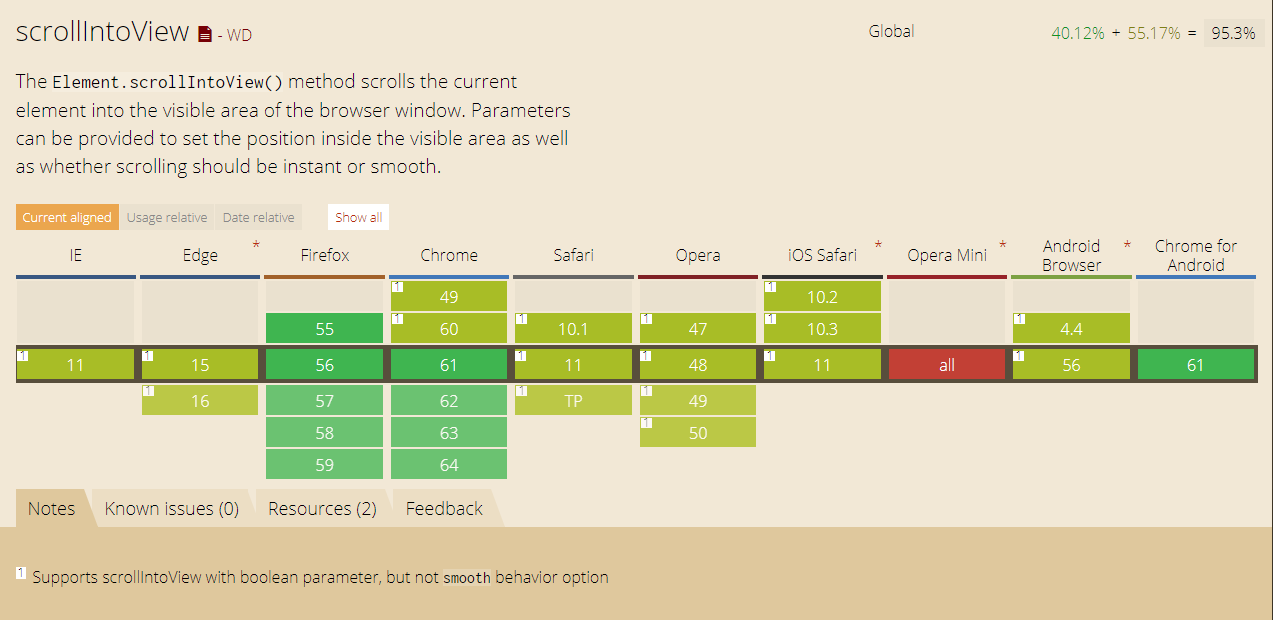 scrollIntoView - WD
Global 40.12% + 55.17% = 95.3%
The Element.scrollIntoView() method scrolls the current
element into the visible area of the browser window. Parameters
can be provided to set the position inside the visible area as well
as whether scrolling should be instant or smooth.
Current aligned Usage relative Date relative Show all
IE Edge * Firefox Chrome Safari Opera iOS Safari * Opera Mini * Android Browser * Chrome for Android
1 49 1 10.2
55 1 60 1 10.1 1 47 1 10.3 1 4.4
1 11 1 15 56 61 1 11 1 48 1 11 all 1 56 61
1 16 57 62 1 TP 1 49
58 63 1 50
59 64
Notes Known issues (0) Resources (2) Feedback
1 Supports scrollIntoView with boolean parameter, but not smooth behavior option